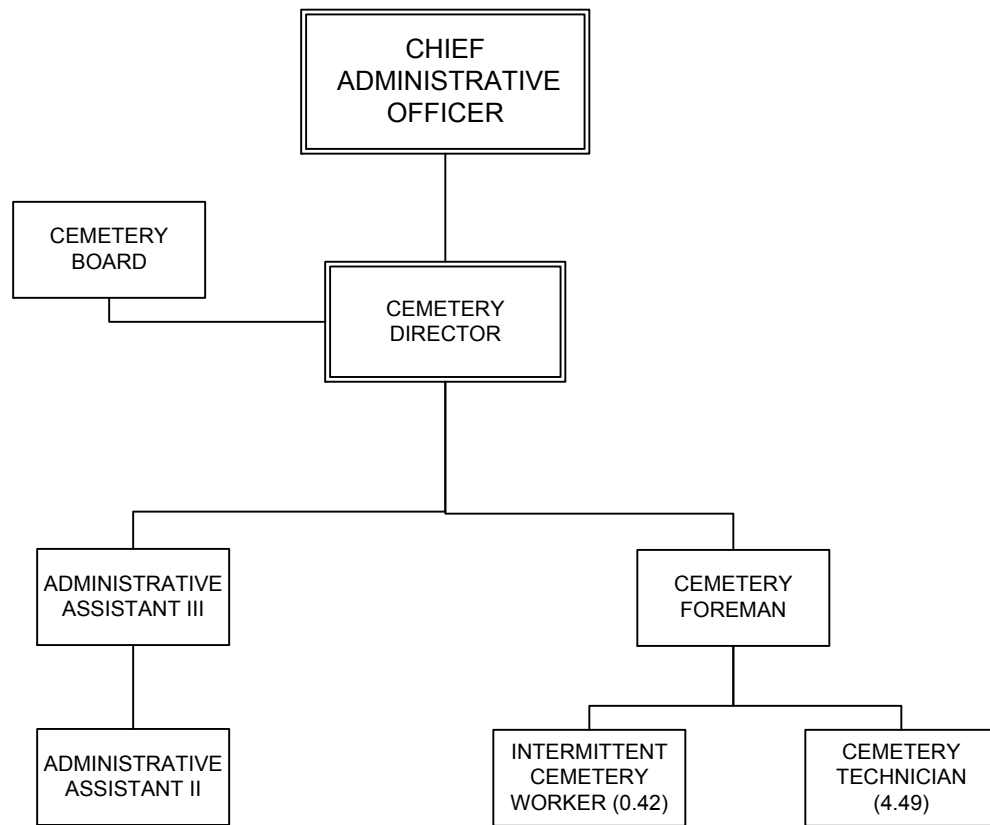 CHIEF
ADMINISTRATIVE
OFFICER
CEMETERY
BOARD
CEMETERY
DIRECTOR
ADMINISTRATIVE
ASSISTANT III
CEMETERY
FOREMAN
ADMINISTRATIVE
ASSISTANT II
INTERMITTENT
CEMETERY
WORKER (0.42)
CEMETERY
TECHNICIAN
(4.49)